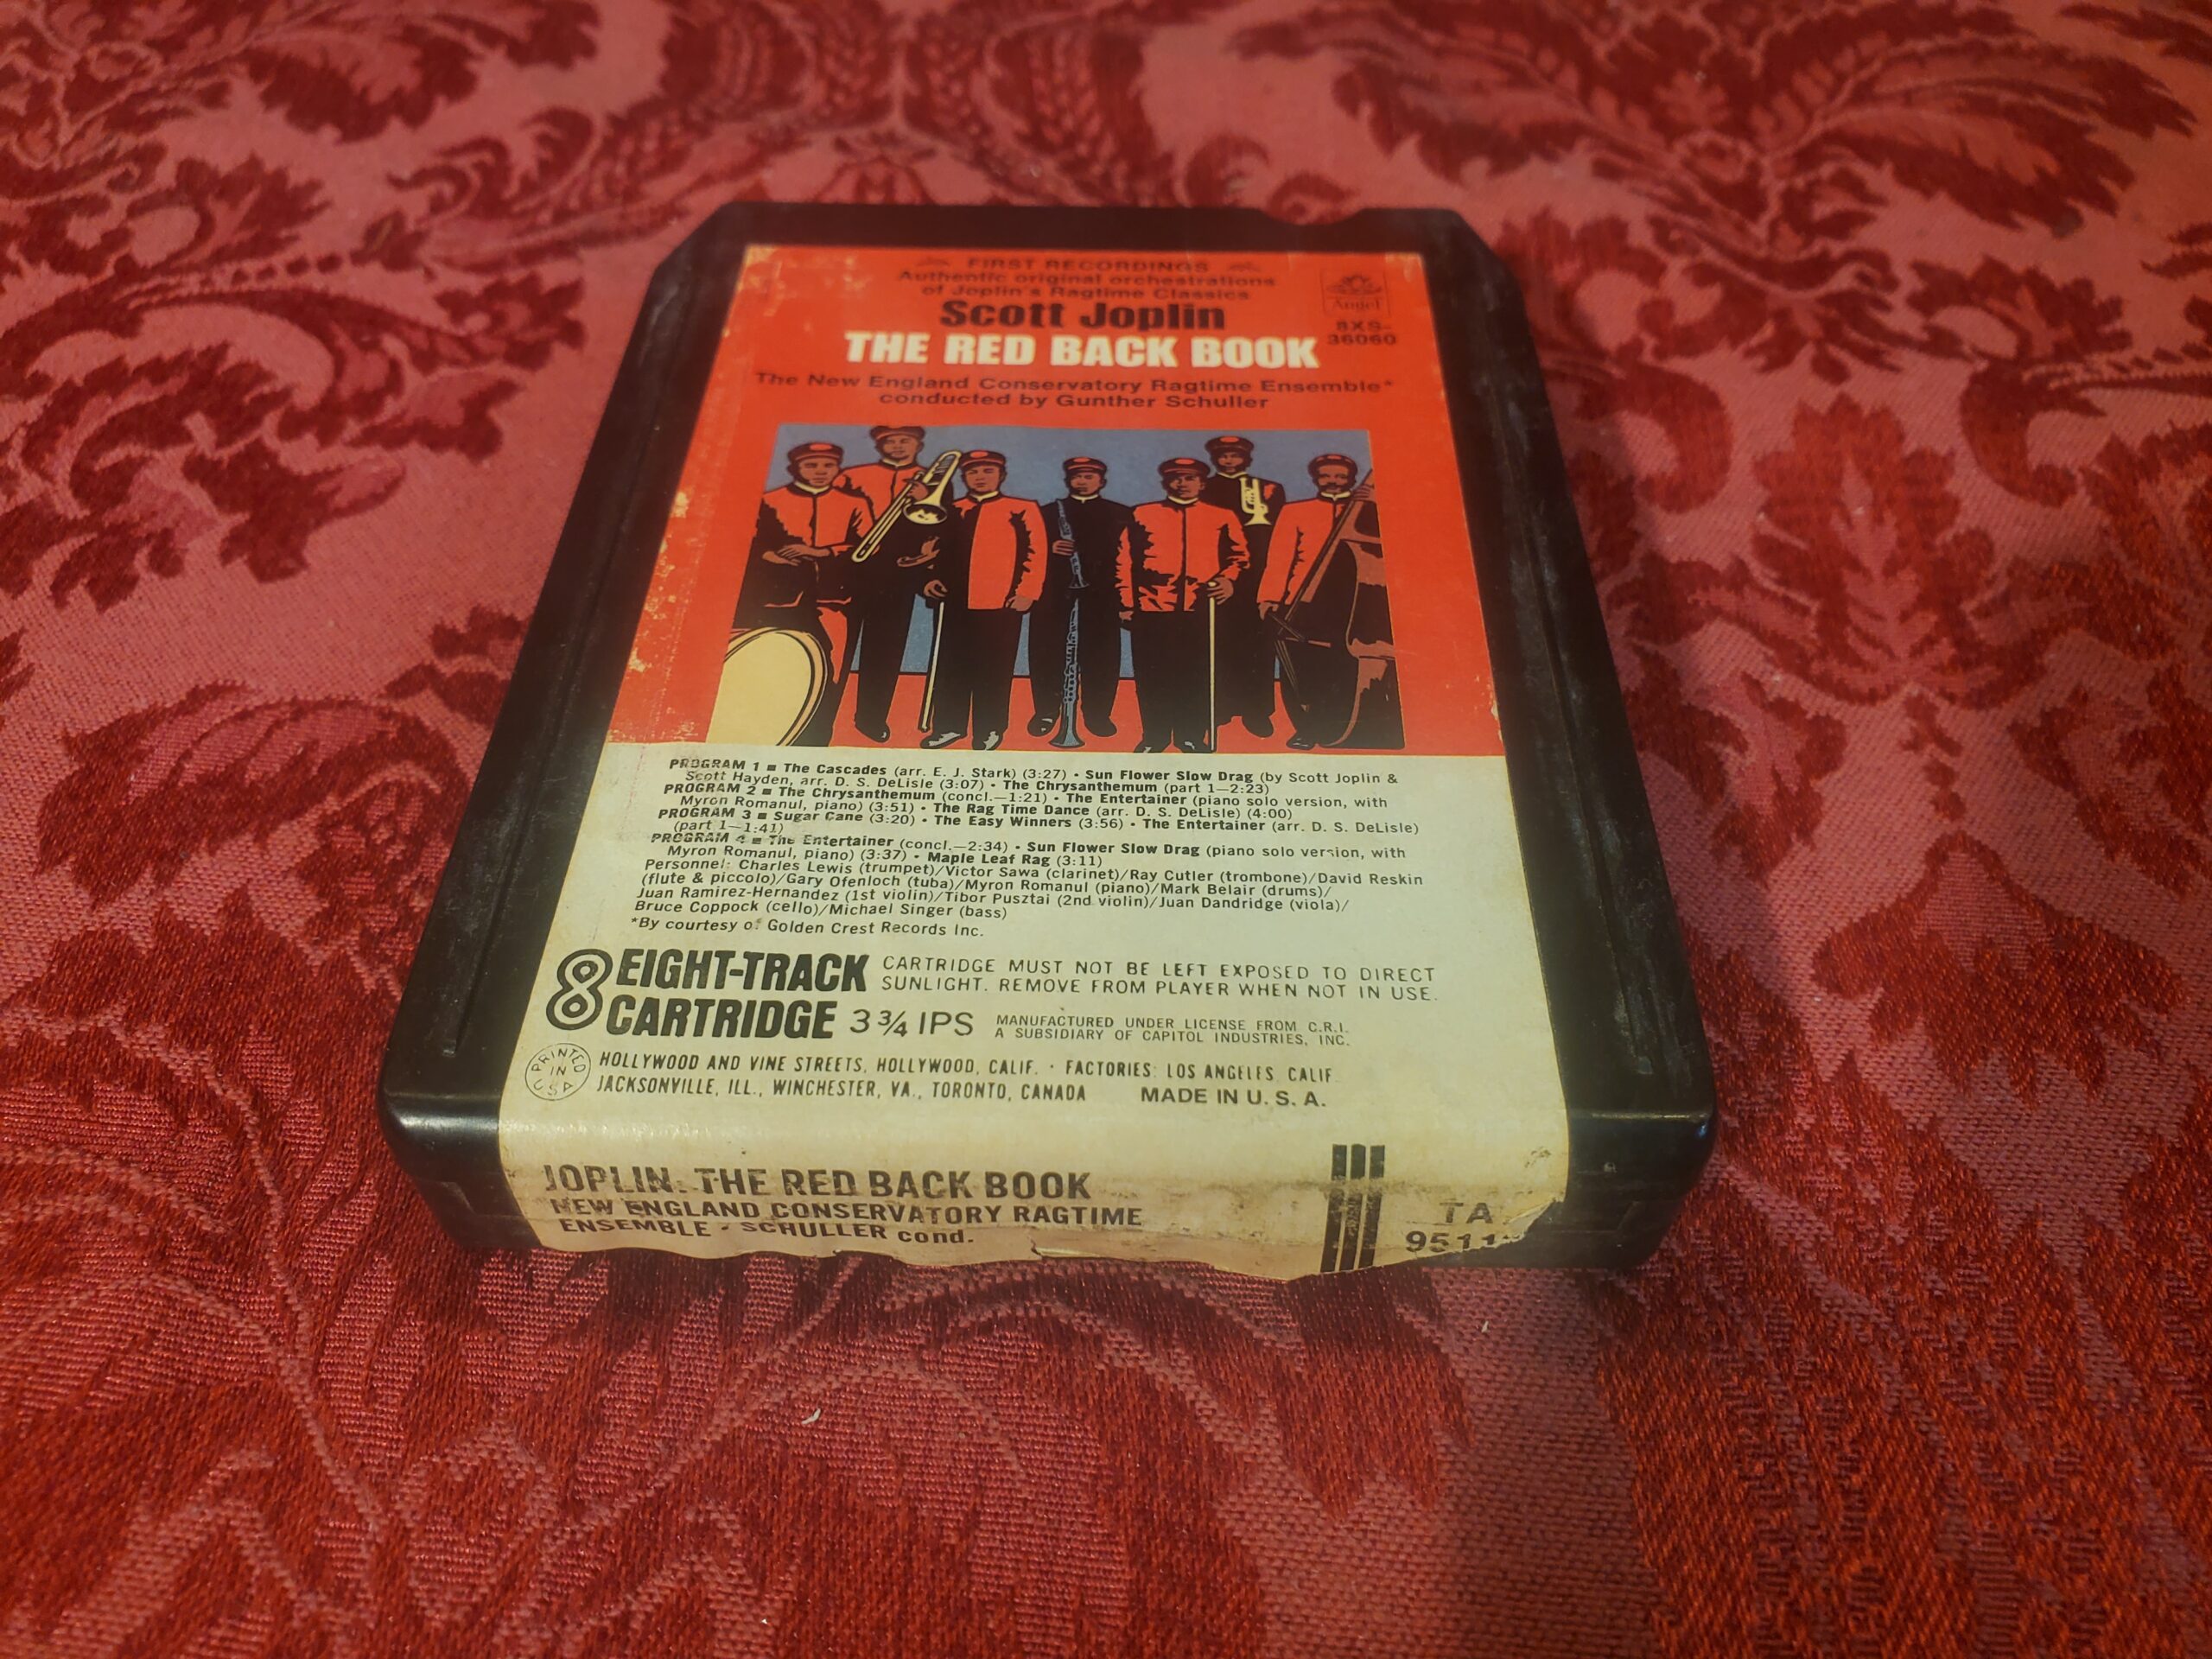 FIRST RECORDINGS
Authentic original orchestrations
of Joplin's Ragtime Classics
Angel
Scott Joplin
8XS-
36060
THE RED BACK BOOK
The New England Conservatory Ragtime Ensemble*
conducted by Gunther Schuller
PROGRAM 1 ■ The Cascades (arr. E. J. Stark) (3:27) • Sun Flower Slow Drag (by Scott Joplin &
Scott Hayden, arr. D. S. DeLisle (3:07) • The Chrysanthemum (part 1—2:23)
PROGRAM 2 ■ The Chrysanthemum (concl.—1:21) • The Entertainer (piano solo version, with
Myron Romanul, piano) (3:51) • The Rag Time Dance (arr. D. S. DeLisle) (4:00)
PROGRAM 3 ■ Sugar Cane (3:20) • The Easy Winners (3:56) • The Entertainer (arr. D. S. DeLisle)
(part 1—1:41)
PROGRAM 4 ■ The Entertainer (concl.—2:34) • Sun Flower Slow Drag (piano solo version, with
Myron Romanul, piano) (3:37) • Maple Leaf Rag (3:11)
Personnel: Charles Lewis (trumpet)/Victor Sawa (clarinet)/Ray Cutler (trombone)/David Reskin
(flute & piccolo)/Gary Ofenloch (tuba)/Myron Romanul (piano)/Mark Belair (drums)/
Juan Ramirez-Hernandez (1st violin)/Tibor Pusztai (2nd violin)/Juan Dandridge (viola)/
Bruce Coppock (cello)/Michael Singer (bass)
*By courtesy of Golden Crest Records Inc.
8 EIGHT-TRACK CARTRIDGE MUST NOT BE LEFT EXPOSED TO DIRECT
SUNLIGHT. REMOVE FROM PLAYER WHEN NOT IN USE.
CARTRIDGE 3 3/4 IPS MANUFACTURED UNDER LICENSE FROM C.R.I.
A SUBSIDIARY OF CAPITOL INDUSTRIES, INC.
PRINTED IN USA
HOLLYWOOD AND VINE STREETS, HOLLYWOOD, CALIF. • FACTORIES: LOS ANGELES, CALIF.
JACKSONVILLE, ILL., WINCHESTER, VA., TORONTO, CANADA MADE IN U. S. A.
JOPLIN: THE RED BACK BOOK
NEW ENGLAND CONSERVATORY RAGTIME
ENSEMBLE - SCHULLER cond.
TA
9511